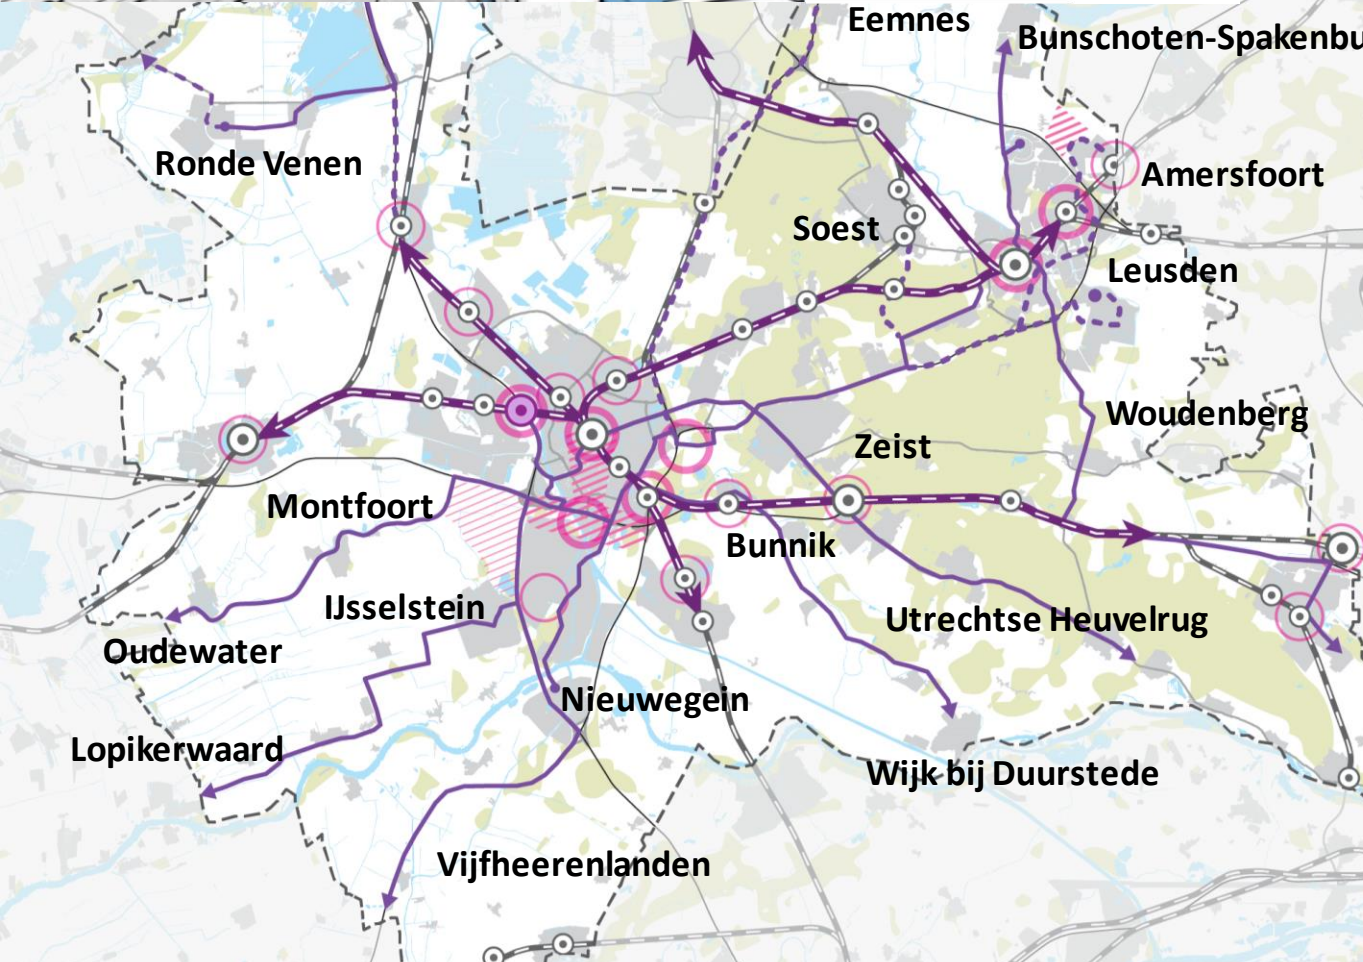 Eemnes
Bunschoten-Spakenbu
Ronde Venen
Amersfoort
Soest
Leusden
Woudenberg
Zeist
Montfoort
Bunnik
IJsselstein
Utrechtse Heuvelrug
Oudewater
Nieuwegein
Lopikerwaard
Wijk bij Duurstede
Vijfheerenlanden